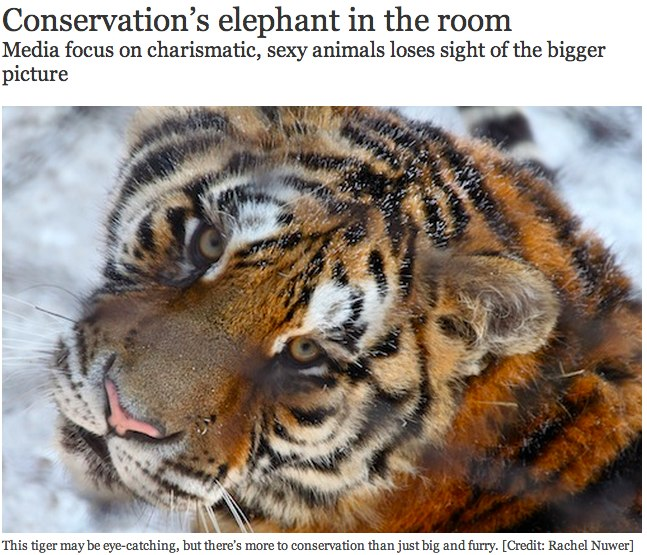 Conservation’s elephant in the room
Media focus on charismatic, sexy animals loses sight of the bigger
picture
This tiger may be eye-catching, but there’s more to conservation than just big and furry. [Credit: Rachel Nuwer]